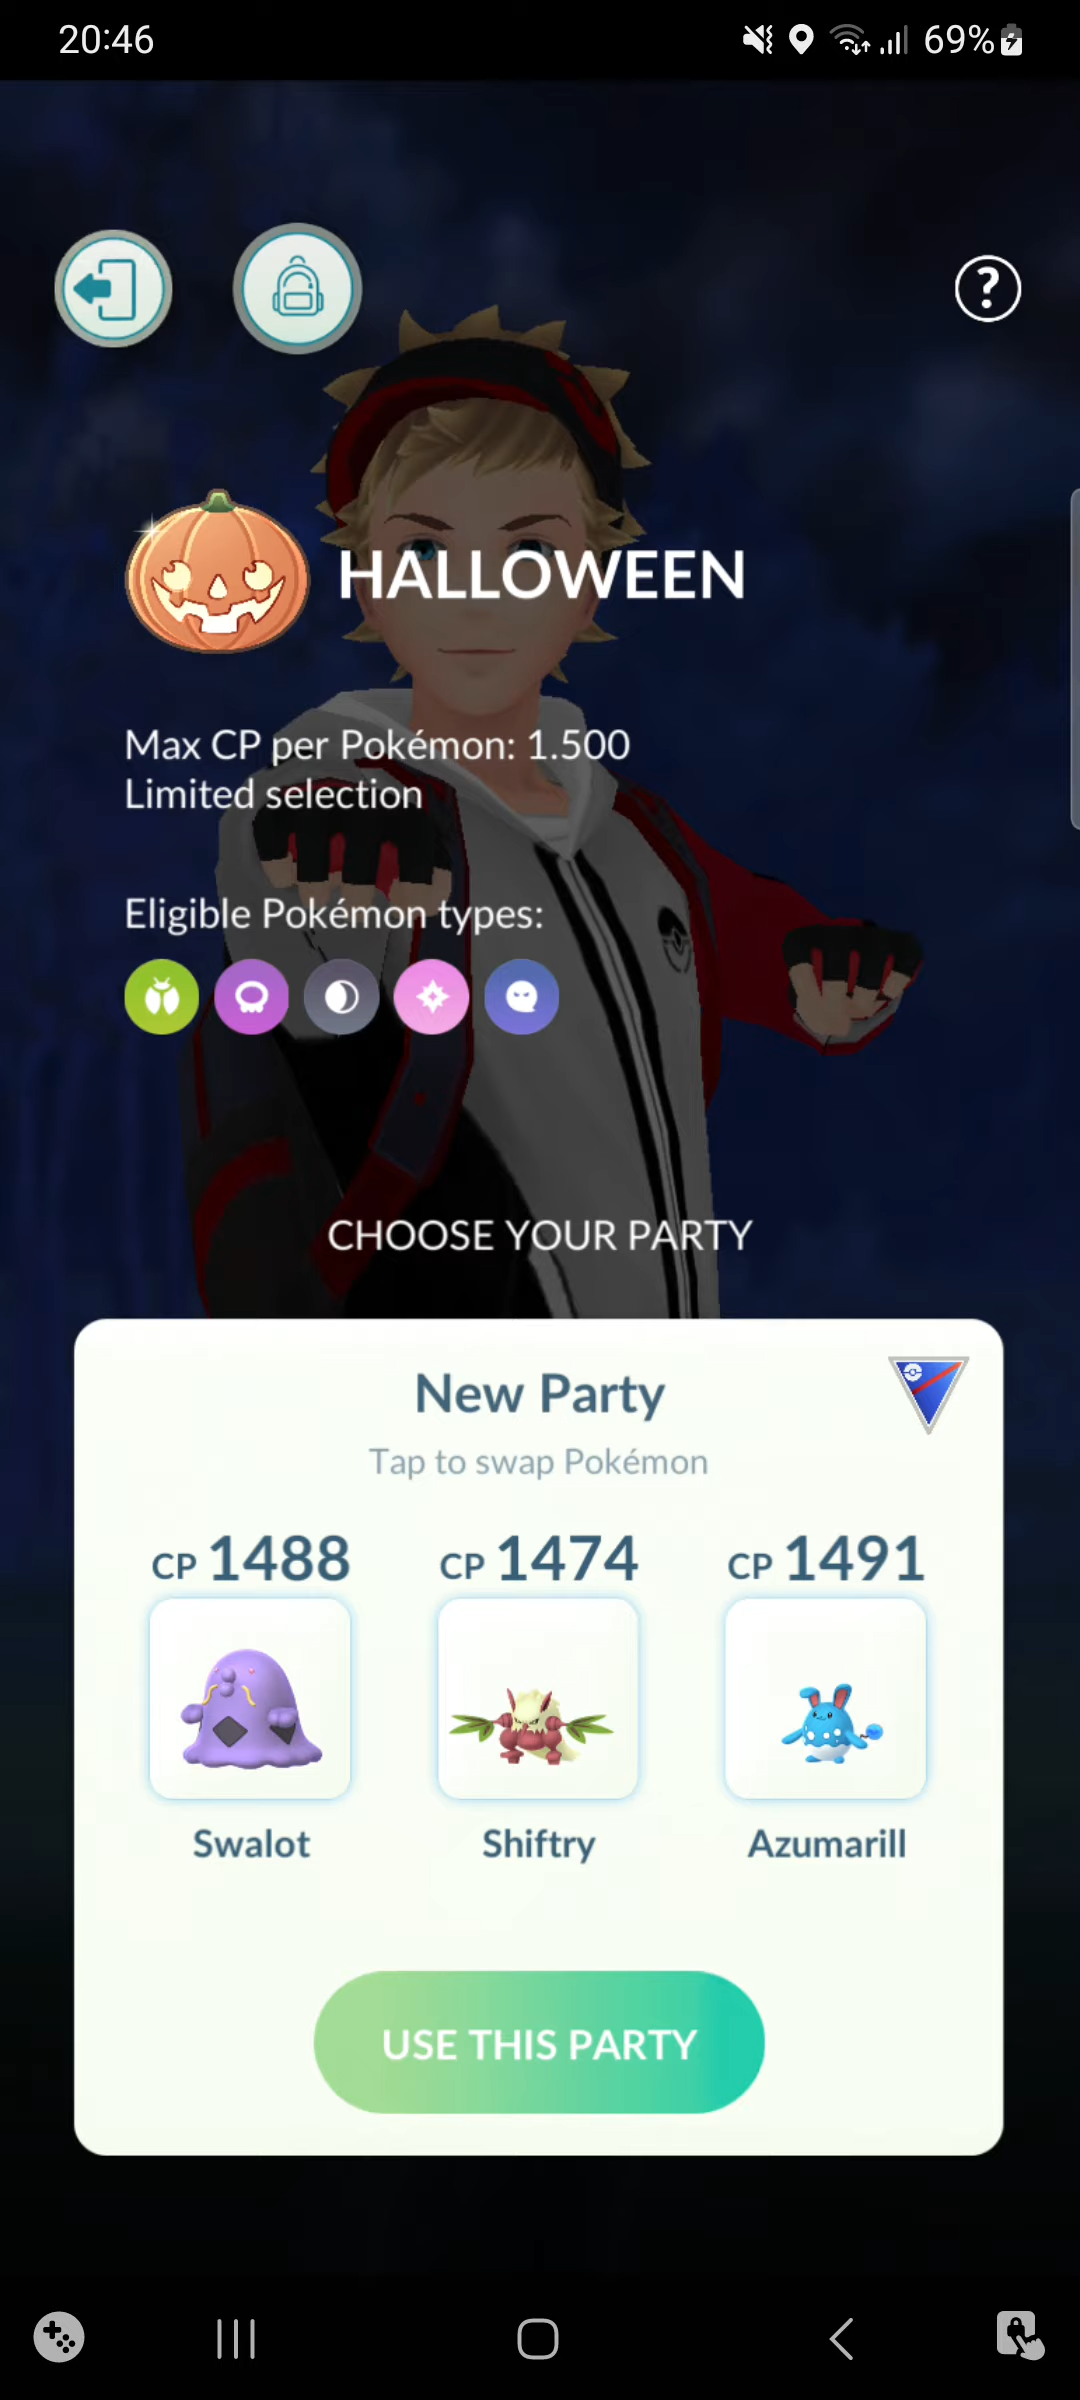 20:46
69%
?
HALLOWEEN
Max CP per Pokémon: 1.500
Limited selection
Eligible Pokémon types:
CHOOSE YOUR PARTY
New Party
Tap to swap Pokémon
CP 1488 CP 1474 CP 1491
Swalot Shiftry Azumarill
USE THIS PARTY